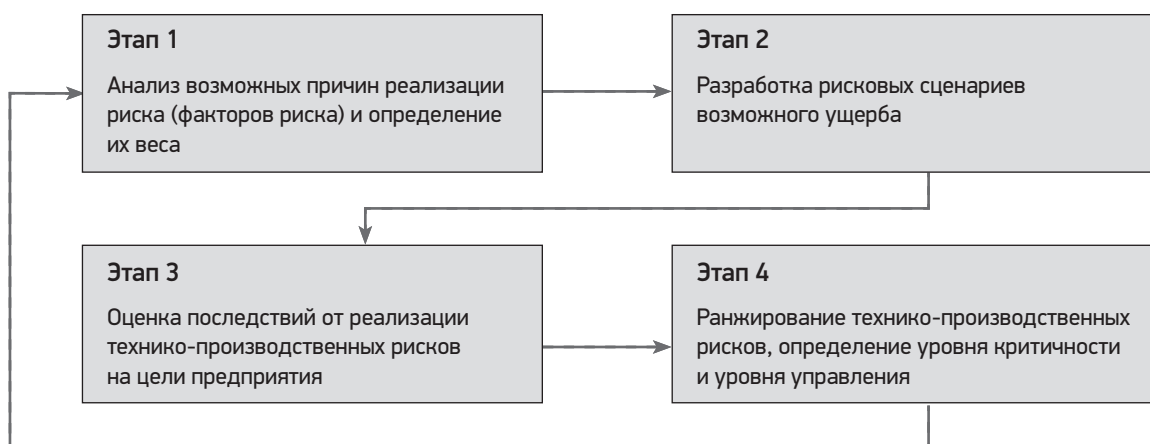 Этап 1
Анализ возможных причин реализации
риска (факторов риска) и определение
их веса
Этап 2
Разработка рисковых сценариев
возможного ущерба
Этап 3
Оценка последствий от реализации
технико-производственных рисков
на цели предприятия
Этап 4
Ранжирование технико-производственных
рисков, определение уровня критичности
и уровня управления